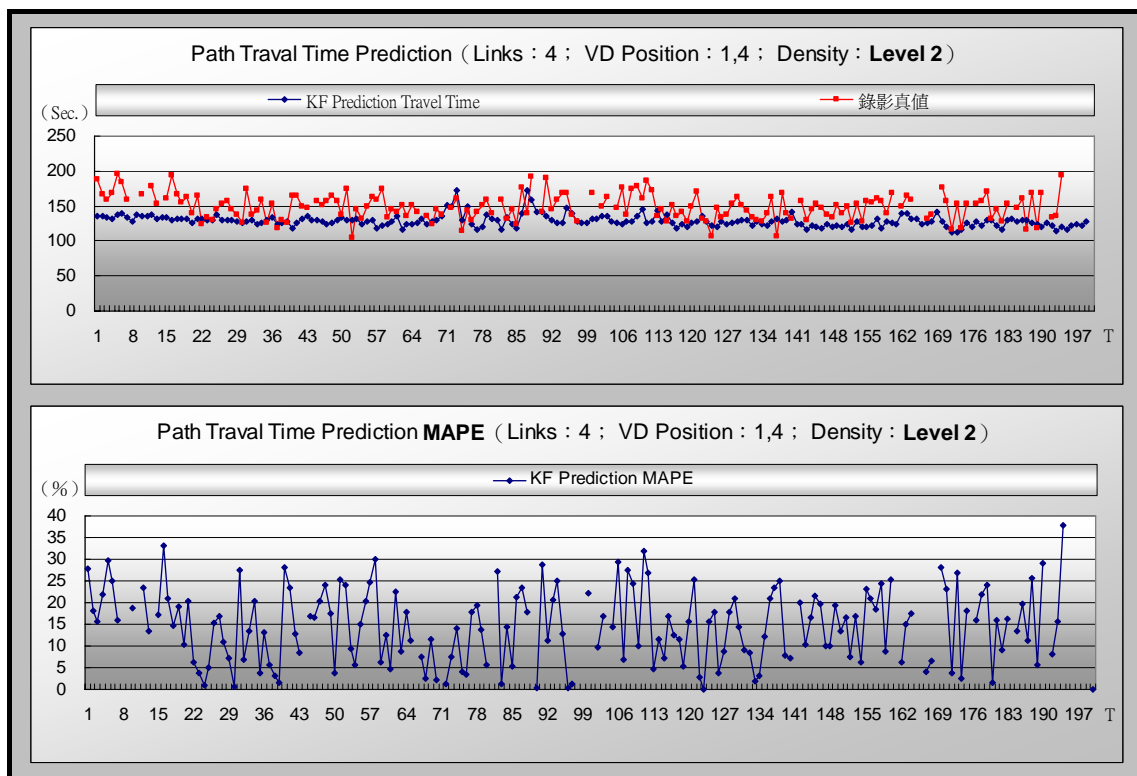 Path Traval Time Prediction（Links：4； VD Position：1,4； Density：Level 2）
KF Prediction Travel Time 錄影真值
（Sec.）
250
200
150
100
50
0
1 8 15 22 29 36 43 50 57 64 71 78 85 92 99 106 113 120 127 134 141 148 155 162 169 176 183 190 197 T
Path Traval Time Prediction MAPE（Links：4； VD Position：1,4； Density：Level 2）
KF Prediction MAPE
（%）
40
35
30
25
20
15
10
5
0
1 8 15 22 29 36 43 50 57 64 71 78 85 92 99 106 113 120 127 134 141 148 155 162 169 176 183 190 197 T